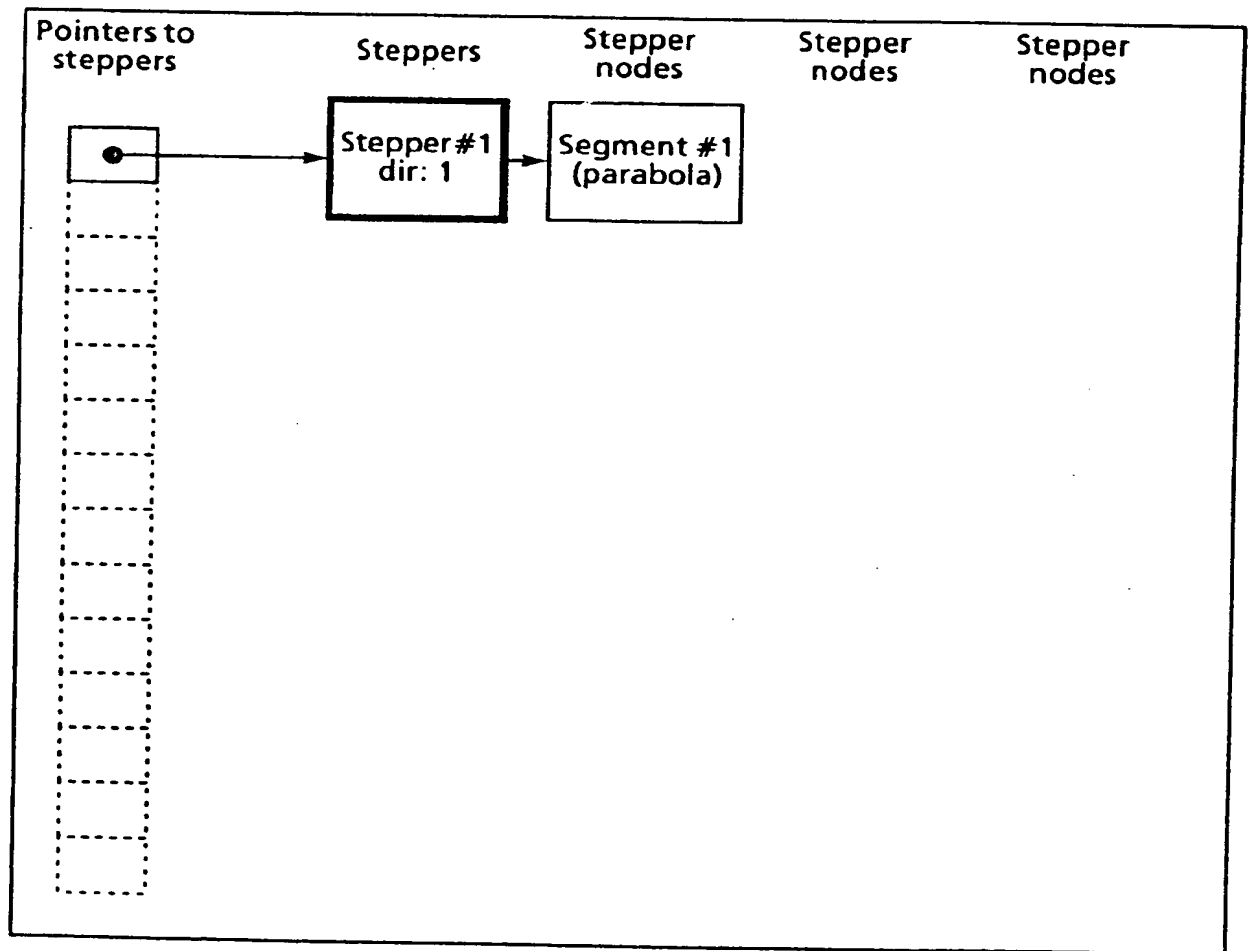 Pointers to
steppers
Steppers
Stepper
nodes
Stepper
nodes
Stepper
nodes
Stepper #1
dir: 1
Segment #1
(parabola)